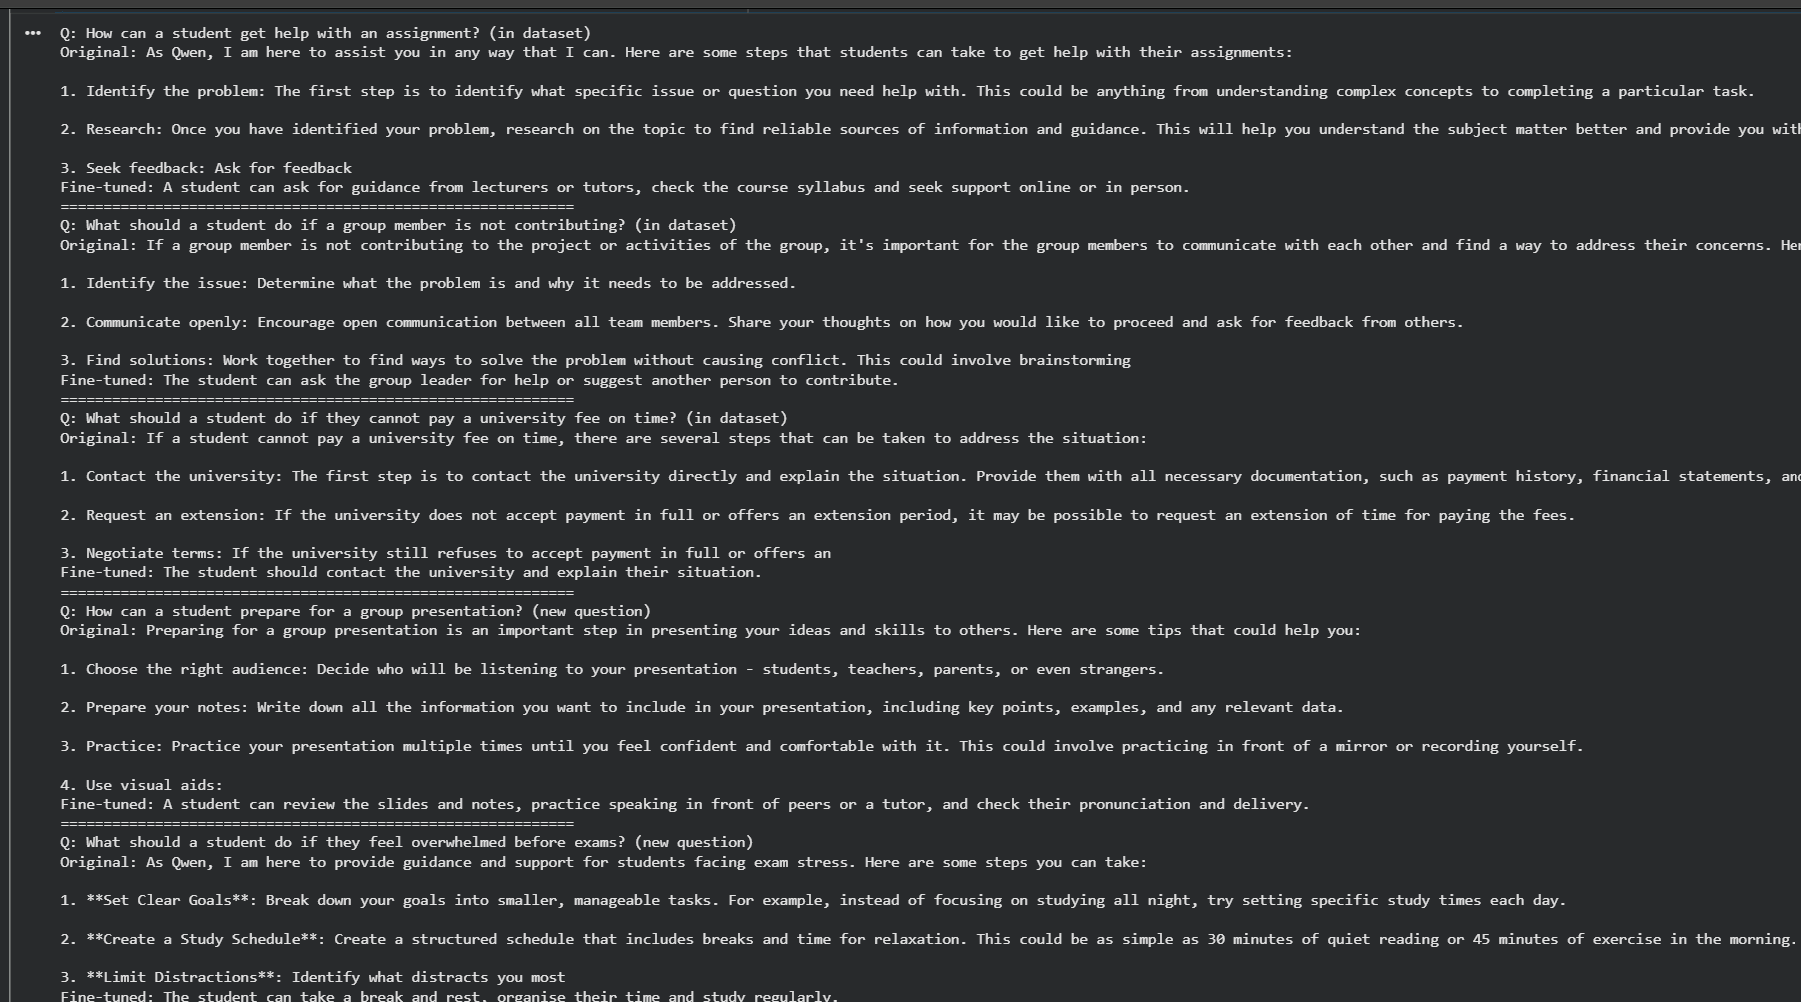 ••• Q: How can a student get help with an assignment? (in dataset)
Original: As Qwen, I am here to assist you in any way that I can. Here are some steps that students can take to get help with their assignments:
1. Identify the problem: The first step is to identify what specific issue or question you need help with. This could be anything from understanding complex concepts to completing a particular task.
2. Research: Once you have identified your problem, research on the topic to find reliable sources of information and guidance. This will help you understand the subject matter better and provide you with
3. Seek feedback: Ask for feedback
Fine-tuned: A student can ask for guidance from lecturers or tutors, check the course syllabus and seek support online or in person.
============================================================
Q: What should a student do if a group member is not contributing? (in dataset)
Original: If a group member is not contributing to the project or activities of the group, it's important for the group members to communicate with each other and find a way to address their concerns. Her
1. Identify the issue: Determine what the problem is and why it needs to be addressed.
2. Communicate openly: Encourage open communication between all team members. Share your thoughts on how you would like to proceed and ask for feedback from others.
3. Find solutions: Work together to find ways to solve the problem without causing conflict. This could involve brainstorming
Fine-tuned: The student can ask the group leader for help or suggest another person to contribute.
============================================================
Q: What should a student do if they cannot pay a university fee on time? (in dataset)
Original: If a student cannot pay a university fee on time, there are several steps that can be taken to address the situation:
1. Contact the university: The first step is to contact the university directly and explain the situation. Provide them with all necessary documentation, such as payment history, financial statements, and
2. Request an extension: If the university does not accept payment in full or offers an extension period, it may be possible to request an extension of time for paying the fees.
3. Negotiate terms: If the university still refuses to accept payment in full or offers an
Fine-tuned: The student should contact the university and explain their situation.
============================================================
Q: How can a student prepare for a group presentation? (new question)
Original: Preparing for a group presentation is an important step in presenting your ideas and skills to others. Here are some tips that could help you:
1. Choose the right audience: Decide who will be listening to your presentation - students, teachers, parents, or even strangers.
2. Prepare your notes: Write down all the information you want to include in your presentation, including key points, examples, and any relevant data.
3. Practice: Practice your presentation multiple times until you feel confident and comfortable with it. This could involve practicing in front of a mirror or recording yourself.
4. Use visual aids:
Fine-tuned: A student can review the slides and notes, practice speaking in front of peers or a tutor, and check their pronunciation and delivery.
============================================================
Q: What should a student do if they feel overwhelmed before exams? (new question)
Original: As Qwen, I am here to provide guidance and support for students facing exam stress. Here are some steps you can take:
1. **Set Clear Goals**: Break down your goals into smaller, manageable tasks. For example, instead of focusing on studying all night, try setting specific study times each day.
2. **Create a Study Schedule**: Create a structured schedule that includes breaks and time for relaxation. This could be as simple as 30 minutes of quiet reading or 45 minutes of exercise in the morning.
3. **Limit Distractions**: Identify what distracts you most
Fine-tuned: The student can take a break and rest, organise their time and study regularly.